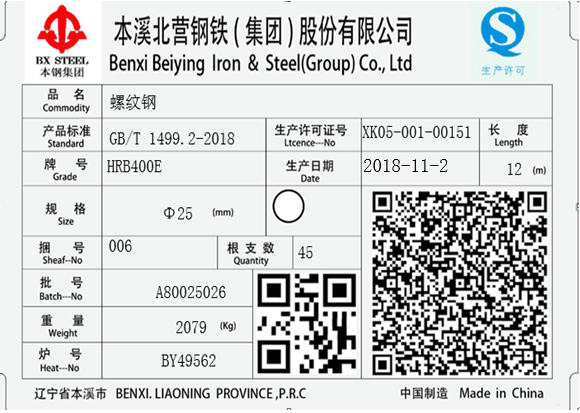 BX STEEL
本钢集团
本溪北营钢铁(集团)股份有限公司
Benxi Beiying Iron & Steel(Group) Co., Ltd
生产许可
品 名 螺纹钢
Commodity
产品标准 GB/T 1499.2-2018 生产许可证号 XK05-001-00151 长 度
Standard Ltcence---No Length
牌 号 HRB400E 生产日期 2018-11-2 12 (m)
Grade Date
规 格 Φ25 (mm)
Size
捆 号 006 根 支 数 45
Sheaf--No Quantity
批 号 A80025026
Batch---No
重 量 2079 (Kg)
Weight
炉 号 BY49562
Heat---No
辽宁省本溪市 BENXI. LIAONING PROVINCE ,P.R.C 中国制造 Made in China